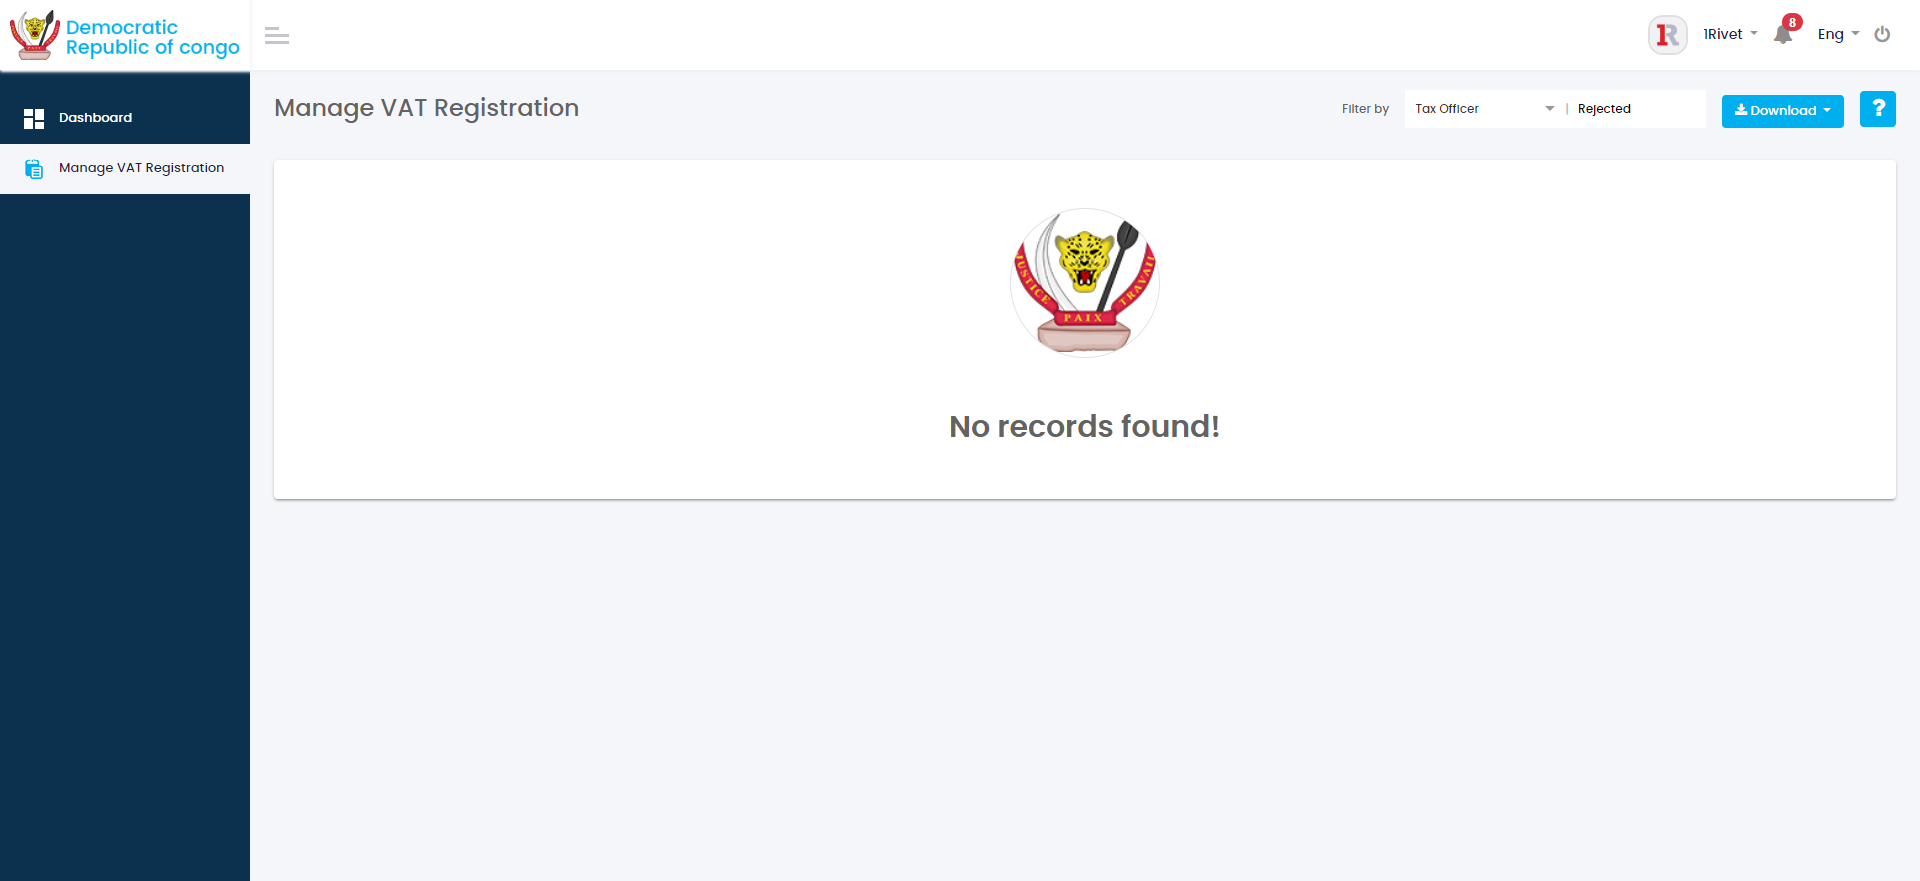 Democratic
Republic of congo
1R
1Rivet
8
Eng
Dashboard
Manage VAT Registration
Manage VAT Registration
Filter by
Tax Officer
|
Rejected
Download
?
JUSTICE
PAIX
TRAVAIL
No records found!